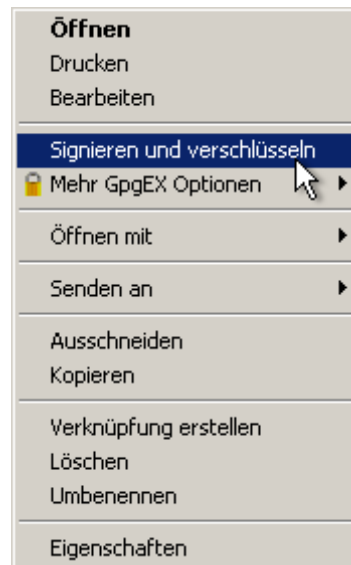 Öffnen
Drucken
Bearbeiten
Signieren und verschlüsseln
Mehr GpgEX Optionen
Öffnen mit
Senden an
Ausschneiden
Kopieren
Verknüpfung erstellen
Löschen
Umbenennen
Eigenschaften